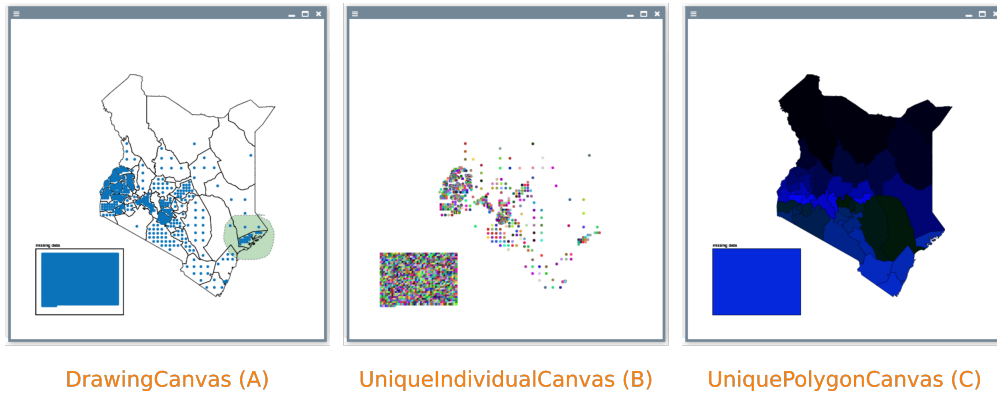 missing data
missing data
DrawingCanvas (A)
UniqueIndividualCanvas (B)
UniquePolygonCanvas (C)